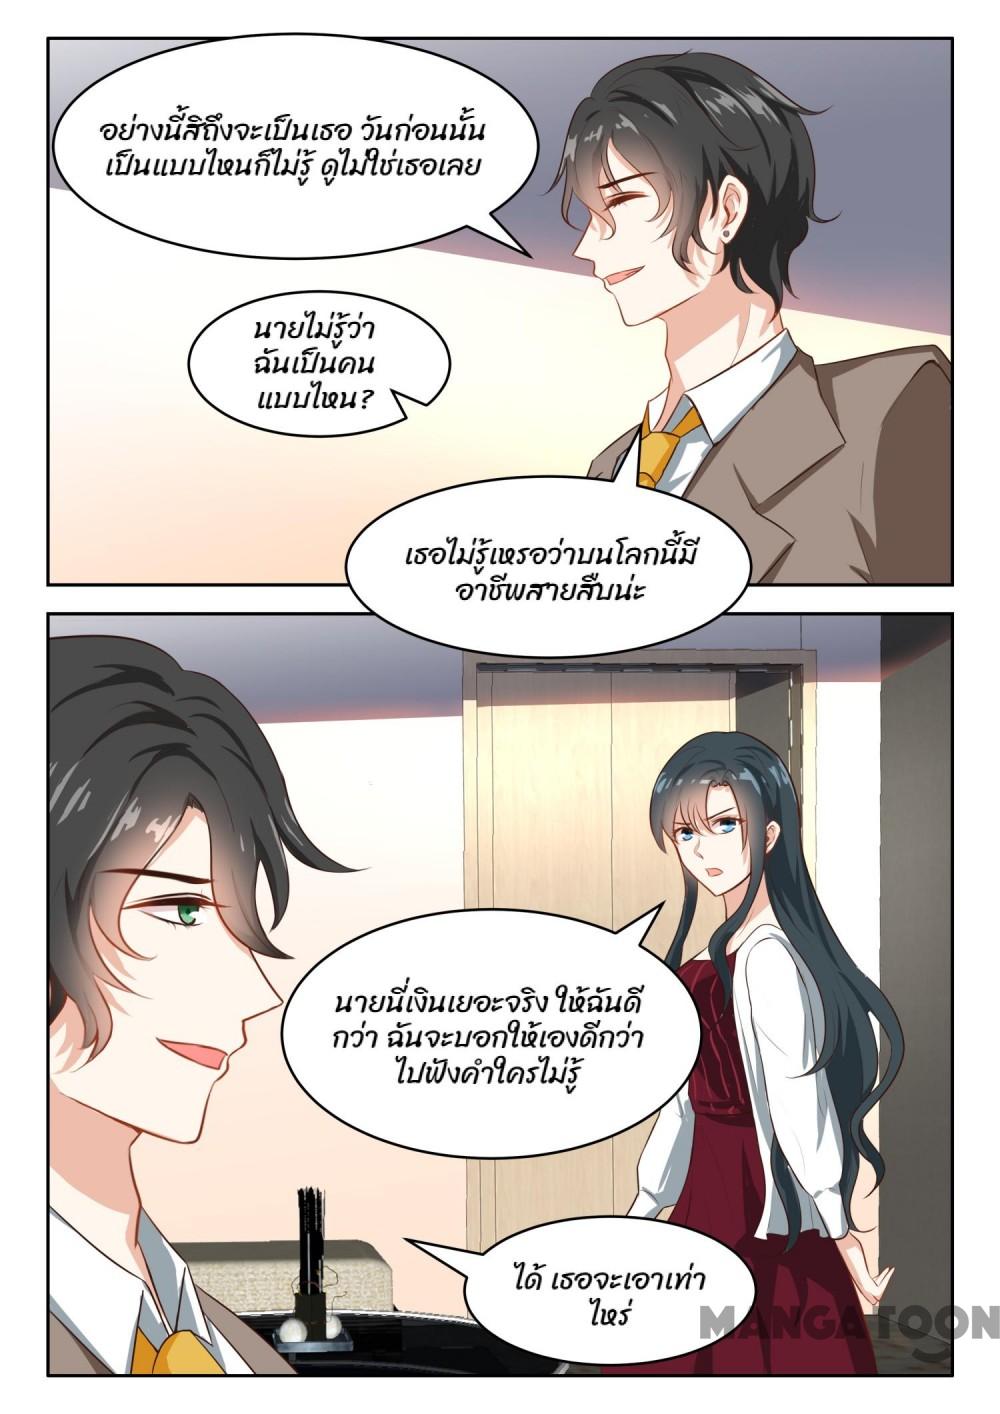 อย่างนี้สิถึงจะเป็นเธอ วันก่อนนั้น
เป็นแบบไหนก็ไม่รู้ ดูไม่ใช่เธอเลย
นายไม่รู้ว่า
ฉันเป็นคน
แบบไหน?
เธอไม่รู้เหรอว่าบนโลกนี้มี
อาชีพสายสืบน่ะ
นายนี่เงินเยอะจริง ให้ฉันดี
กว่า ฉันจะบอกให้เองดีกว่า
ไปฟังคำใครไม่รู้
ได้ เธอจะเอาเท่า
ไหร่
MANGATOON